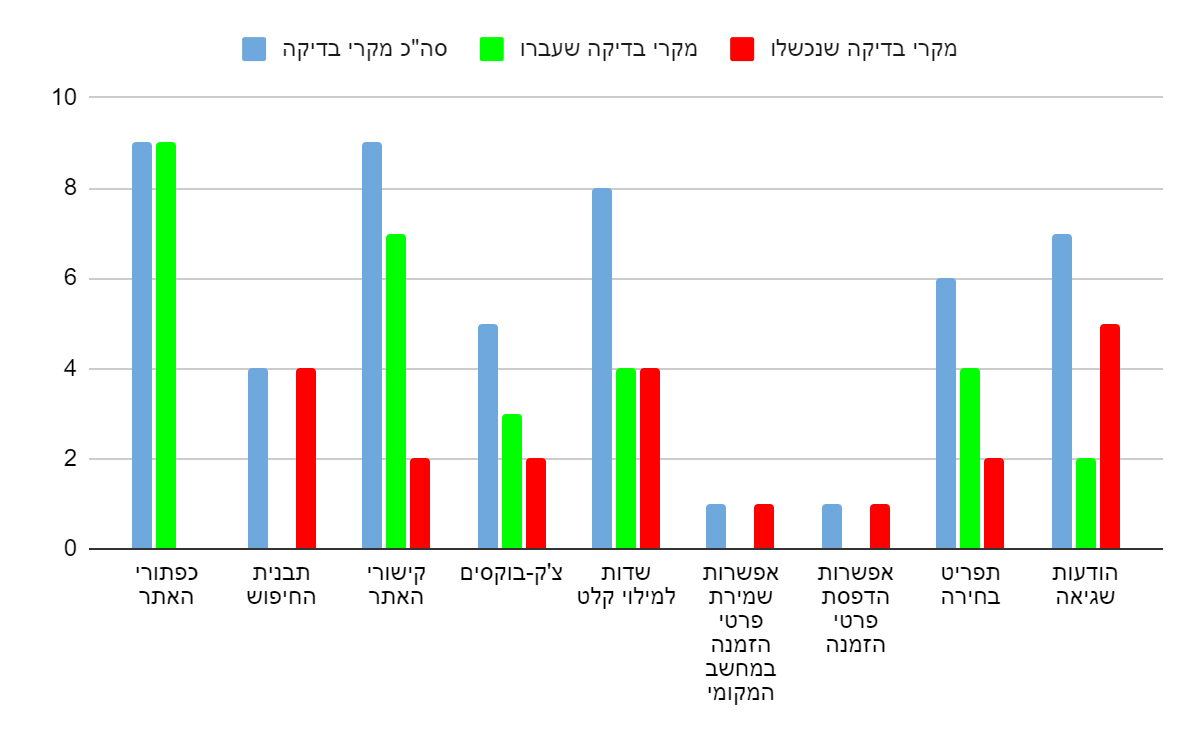 סה"כ מקרי בדיקה
מקרי בדיקה שעברו
מקרי בדיקה שנכשלו
10
8
6
4
2
0
כפתורי
האתר
תבנית
החיפוש
קישורי
האתר
צ'ק-בוקסים
שדות
למילוי קלט
אפשרות
שמירת
פרטי
הזמנה
במחשב
המקומי
אפשרות
הדפסת
פרטי
הזמנה
תפריט
בחירה
הודעות
שגיאה